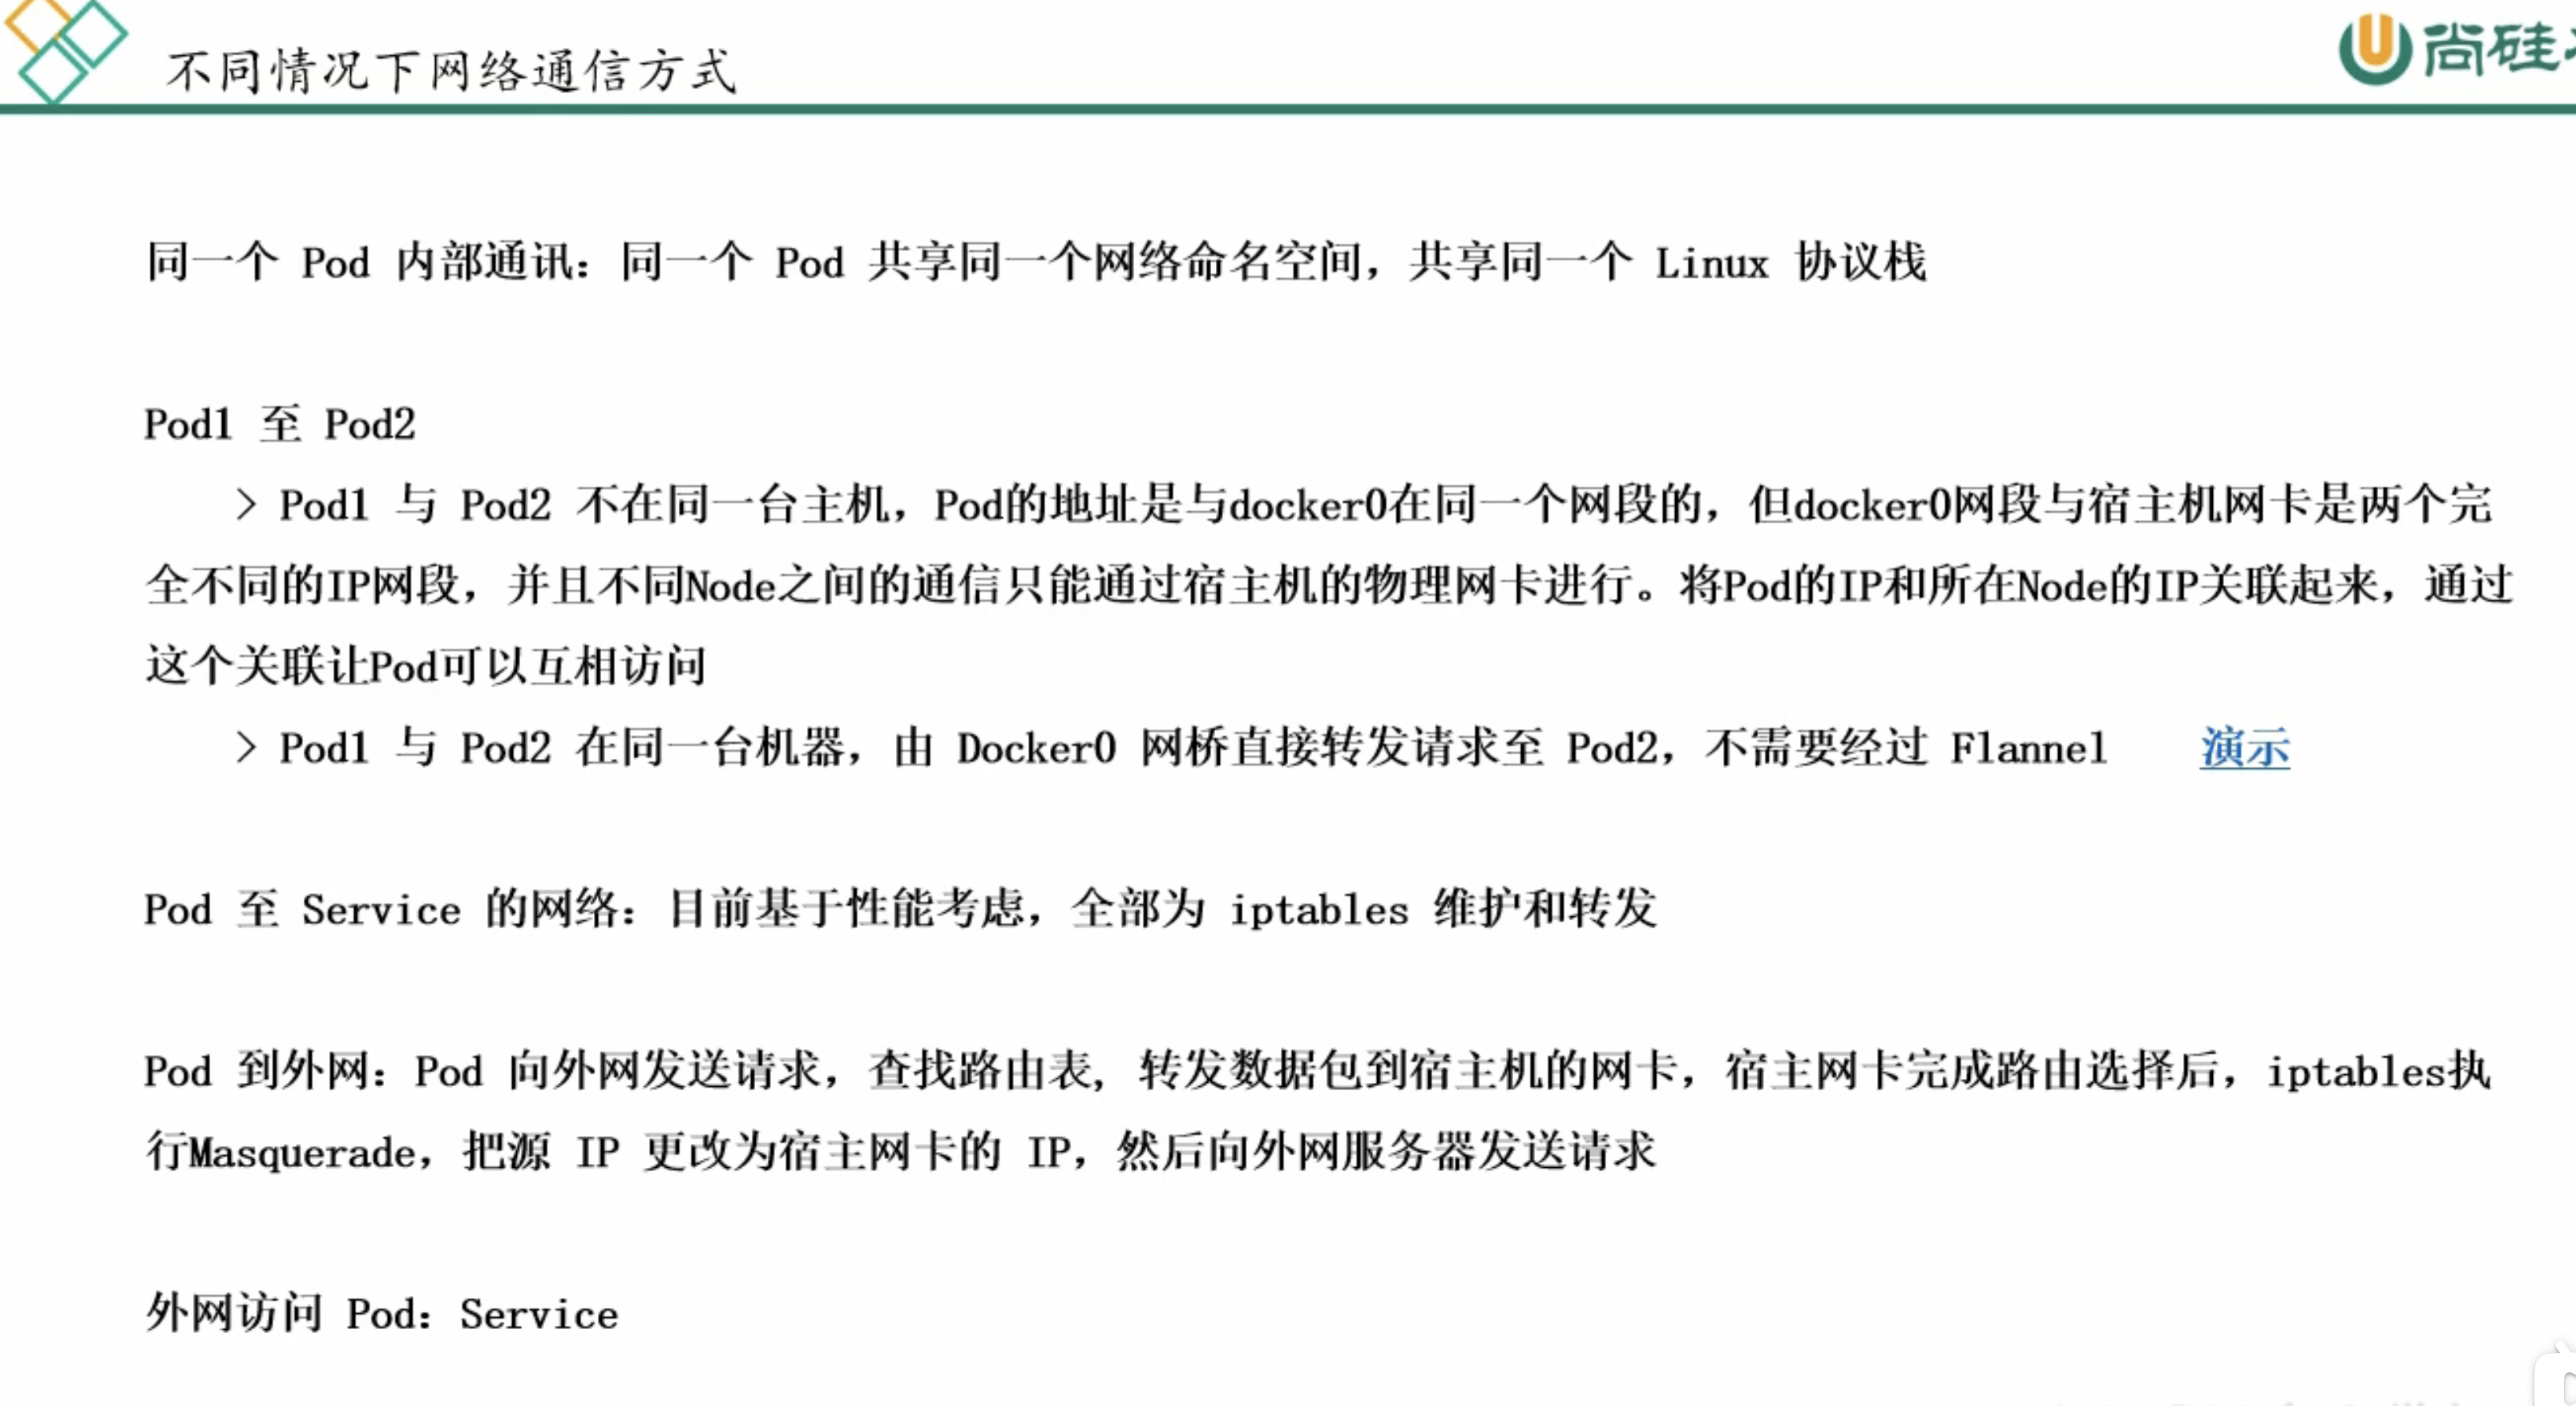 不同情况下网络通信方式
尚硅
同一个 Pod 内部通讯：同一个 Pod 共享同一个网络命名空间，共享同一个 Linux 协议栈
Pod1 至 Pod2
> Pod1 与 Pod2 不在同一台主机，Pod的地址是与docker0在同一个网段的，但docker0网段与宿主机网卡是两个完
全不同的IP网段，并且不同Node之间的通信只能通过宿主机的物理网卡进行。将Pod的IP和所在Node的IP关联起来，通过
这个关联让Pod可以互相访问
> Pod1 与 Pod2 在同一台机器，由 Docker0 网桥直接转发请求至 Pod2，不需要经过 Flannel 演示
Pod 至 Service 的网络：目前基于性能考虑，全部为 iptables 维护和转发
Pod 到外网：Pod 向外网发送请求，查找路由表, 转发数据包到宿主机的网卡，宿主网卡完成路由选择后，iptables执
行Masquerade，把源 IP 更改为宿主网卡的 IP，然后向外网服务器发送请求
外网访问 Pod：Service